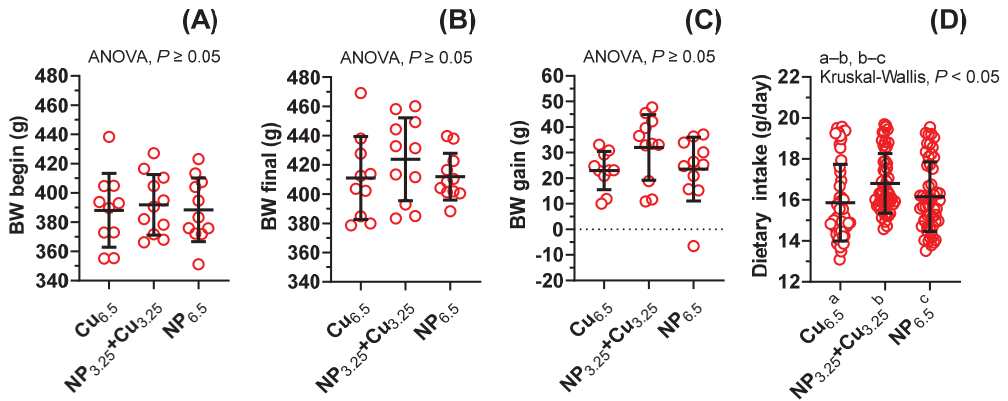 (A)
ANOVA, P ≥ 0.05
BW begin (g)
480
460
440
420
400
380
360
340
Cu6.5
NP3.25+Cu3.25
NP6.5
(B)
ANOVA, P ≥ 0.05
BW final (g)
480
460
440
420
400
380
360
340
Cu6.5
NP3.25+Cu3.25
NP6.5
(C)
ANOVA, P ≥ 0.05
BW gain (g)
60
50
40
30
20
10
0
-10
-20
Cu6.5
NP3.25+Cu3.25
NP6.5
(D)
a–b, b–c
Kruskal-Wallis, P < 0.05
Dietary intake (g/day)
22
20
18
16
14
12
a
b
c
Cu6.5
NP3.25+Cu3.25
NP6.5